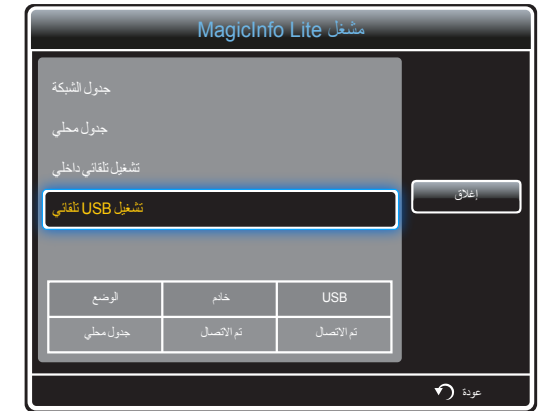 مشغل MagicInfo Lite
جدول الشبكة
جدول محلي
تشغيل تلقائي داخلي
تشغيل USB تلقائي
إغلاق
الوضع خادم USB
جدول محلي تم الاتصال تم الاتصال
عودة